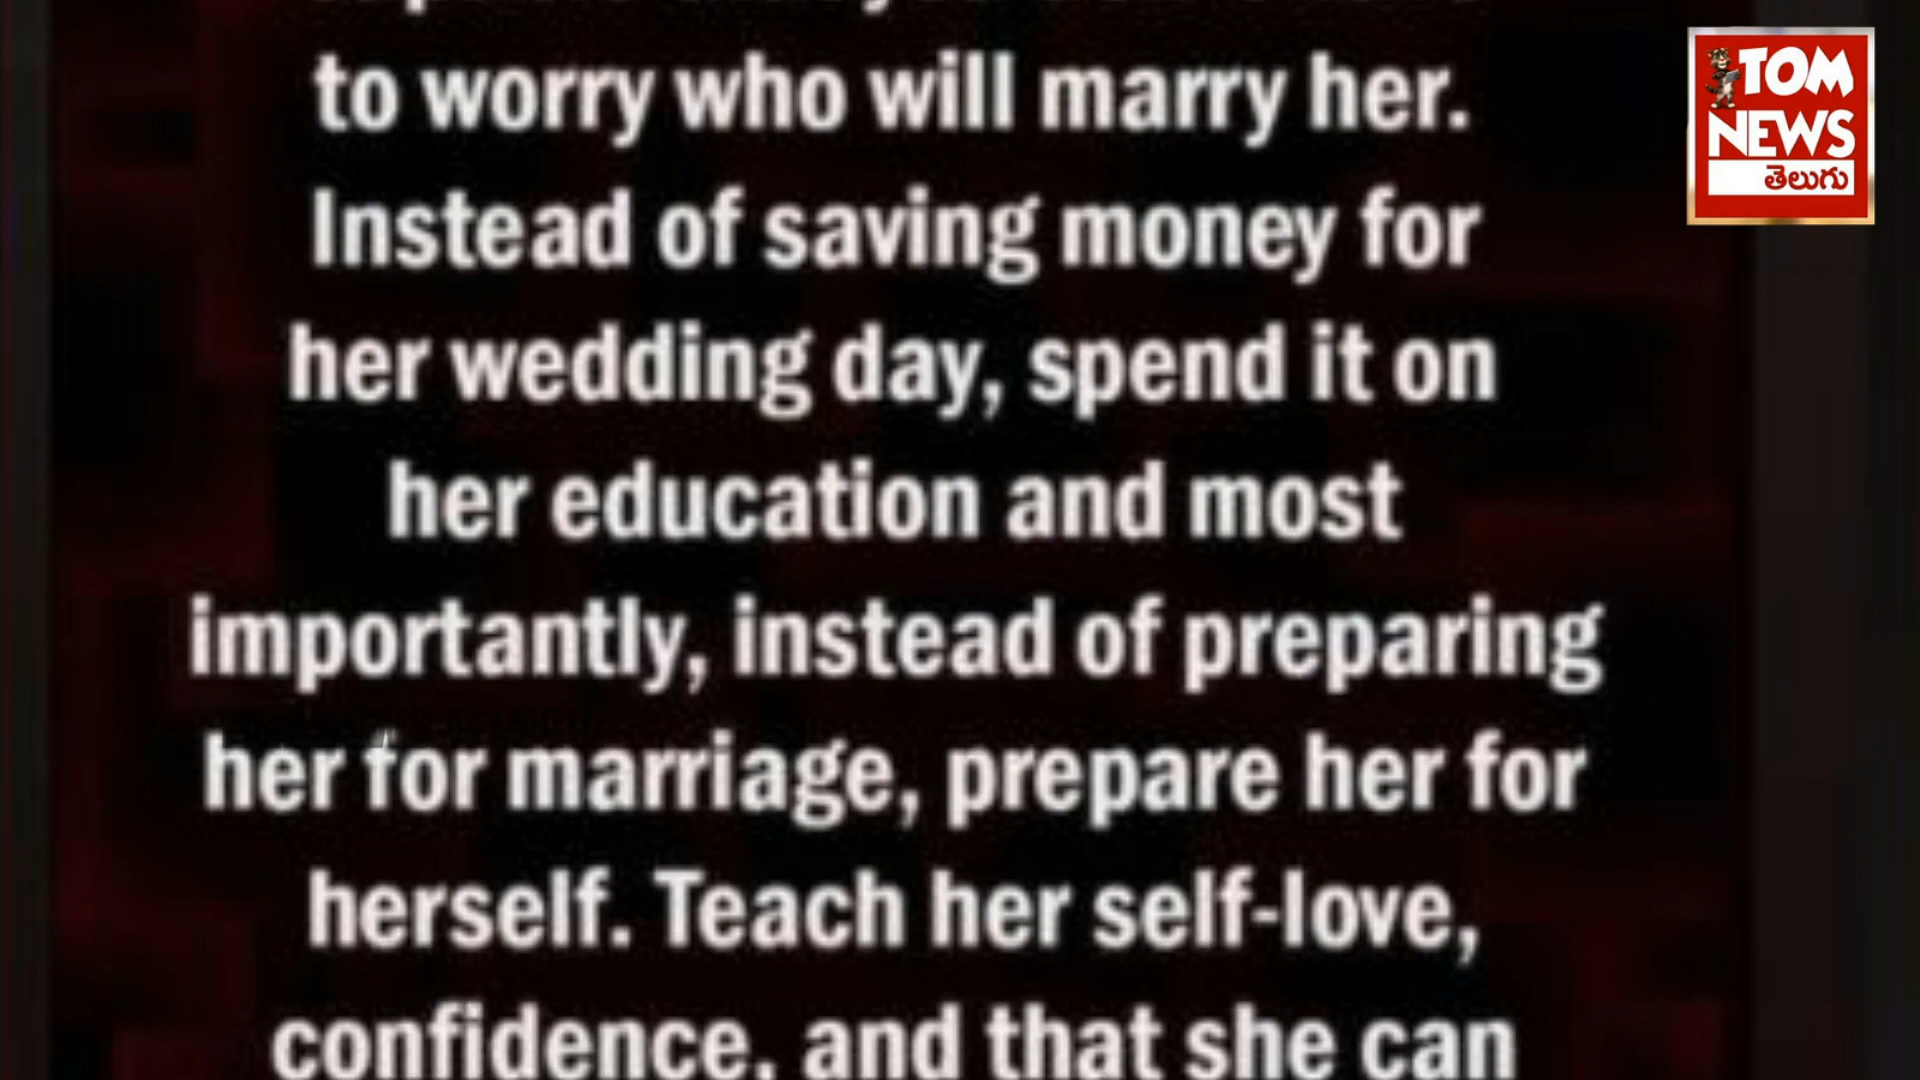 to worry who will marry her.
Instead of saving money for
her wedding day, spend it on
her education and most
importantly, instead of preparing
her for marriage, prepare her for
herself. Teach her self-love,
confidence, and that she can
TOM
NEWS
తెలుగు